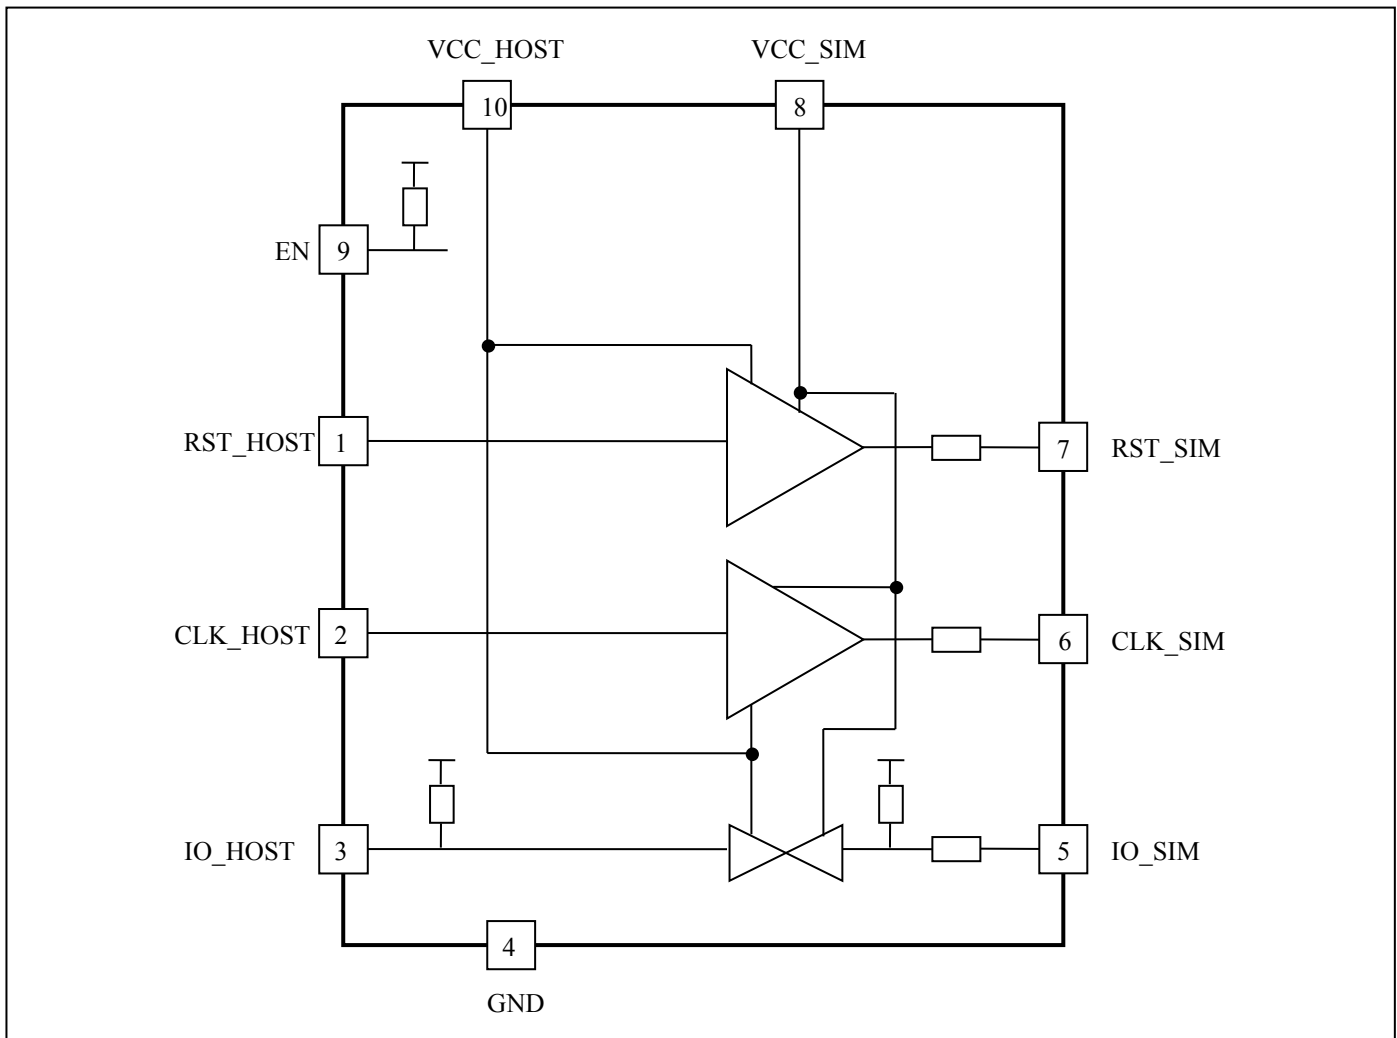 VCC_HOST VCC_SIM
10 8
EN 9
RST_HOST 1 7 RST_SIM
CLK_HOST 2 6 CLK_SIM
IO_HOST 3 5 IO_SIM
4
GND